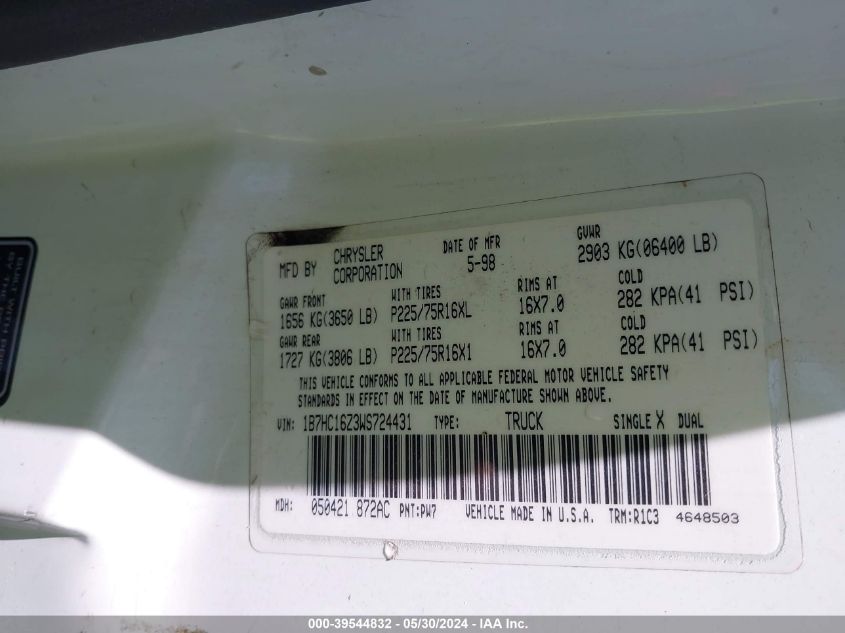 MFD BY CHRYSLER CORPORATION DATE OF MFR 5-98 GVWR 2903 KG(06400 LB)
GAWR FRONT WITH TIRES RIMS AT COLD
1656 KG(3650 LB) P225/75R16XL 16X7.0 282 KPA(41 PSI)
GAWR REAR WITH TIRES RIMS AT COLD
1727 KG(3806 LB) P225/75R16X1 16X7.0 282 KPA(41 PSI)
THIS VEHICLE CONFORMS TO ALL APPLICABLE FEDERAL MOTOR VEHICLE SAFETY
STANDARDS IN EFFECT ON THE DATE OF MANUFACTURE SHOWN ABOVE.
VIN: 1B7HC16Z3WS724431 TYPE: TRUCK SINGLE X DUAL
MDH: 050421 872AC PNT:PW7 VEHICLE MADE IN U.S.A. TRM:R1C3 4648503
BUILT WITH
BY THE
000-39544832 - 05/30/2024 - IAA Inc.